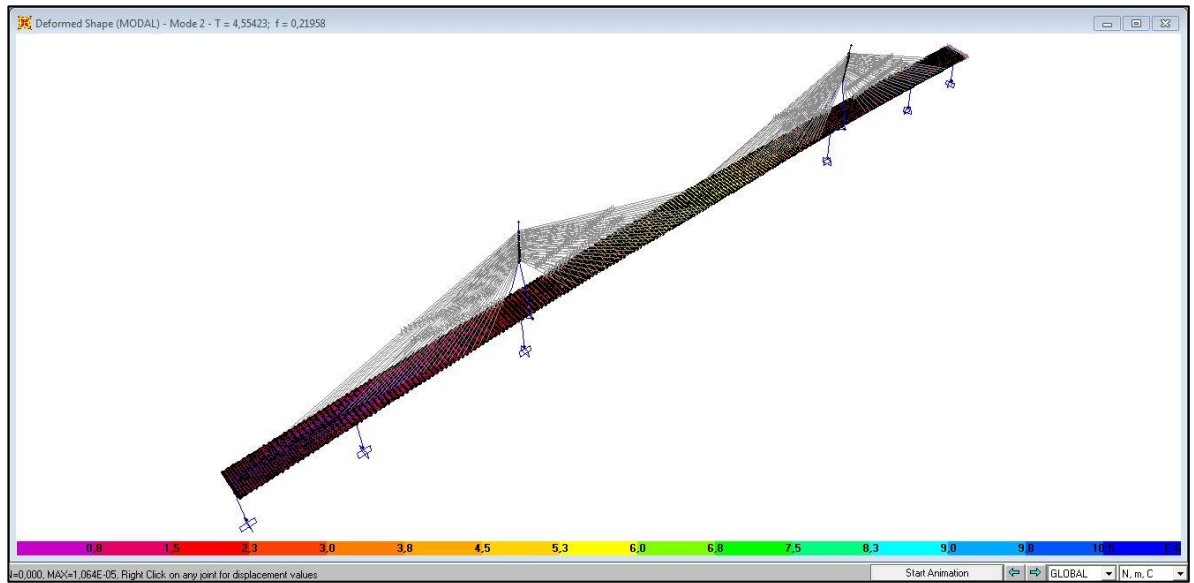 Deformed Shape (MODAL) - Mode 2 - T = 4,55423; f = 0,21958
0,8 1,5 2,3 3,0 3,8 4,5 5,3 6,0 6,8 7,5 8,3 9,0 9,8 10,5
=0,000, MAX=1,064E-05, Right Click on any joint for displacement values
Start Animation
GLOBAL
N, m, C